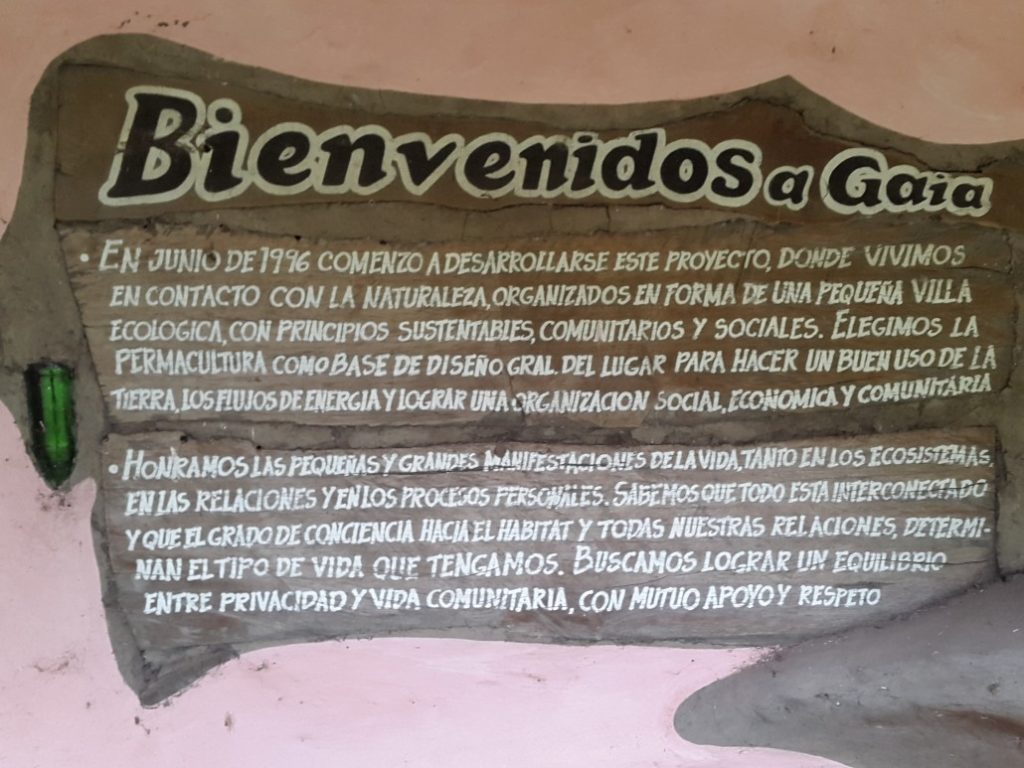 Bienvenidos a Gaia
• EN JUNIO DE 1996 COMENZO A DESARROLLARSE ESTE PROYECTO, DONDE VIVIMOS
EN CONTACTO CON LA NATURALEZA, ORGANIZADOS EN FORMA DE UNA PEQUEÑA VILLA
ECOLOGICA, CON PRINCIPIOS SUSTENTABLES, COMUNITARIOS Y SOCIALES. ELEGIMOS LA
PERMACULTURA COMO BASE DE DISEÑO GRAL. DEL LUGAR PARA HACER UN BUEN USO DE LA
TIERRA, LOS FLUJOS DE ENERGIA Y LOGRAR UNA ORGANIZACION SOCIAL, ECONOMICA Y COMUNITARIA
• HONRAMOS LAS PEQUEÑAS Y GRANDES MANIFESTACIONES DE LA VIDA, TANTO EN LOS ECOSISTEMAS,
EN LAS RELACIONES Y EN LOS PROCESOS PERSONALES. SABEMOS QUE TODO ESTA INTERCONECTADO
Y QUE EL GRADO DE CONCIENCIA HACIA EL HABITAT Y TODAS NUESTRAS RELACIONES, DETERMI-
NAN EL TIPO DE VIDA QUE TENGAMOS. BUSCAMOS LOGRAR UN EQUILIBRIO
ENTRE PRIVACIDAD Y VIDA COMUNITARIA, CON MUTUO APOYO Y RESPETO